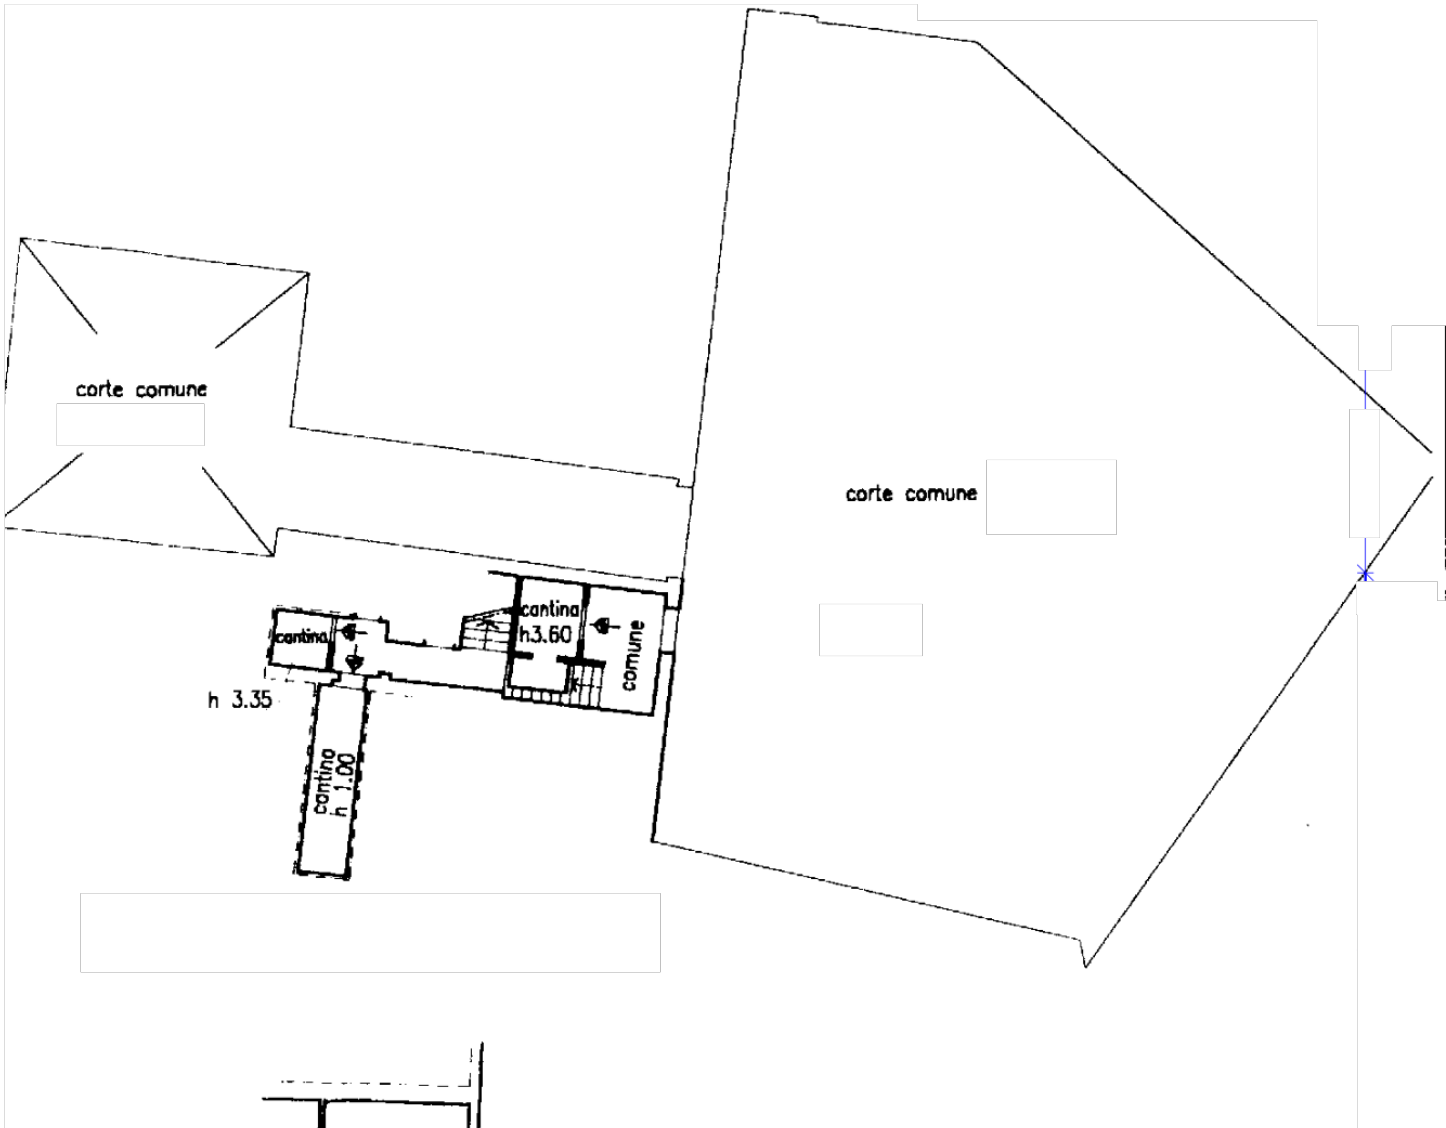 corte comune
corte comune
cantina
h3.60
cantina
comune
h 3.35
cantina
h 1.00